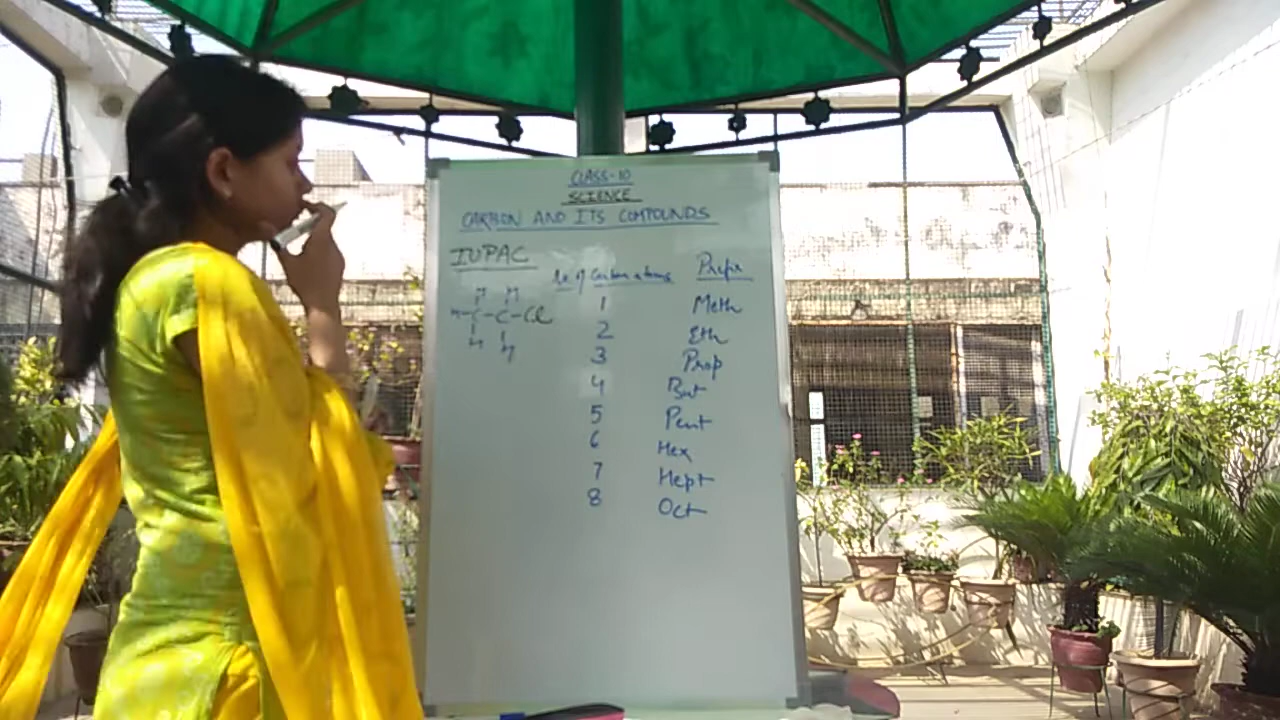 CLASS-10
SCIENCE
CARBON AND ITS COMPOUNDS
IUPAC
No. of Carbon atoms Prefix
H H
H-C-C-Cl
H H
1 Meth
2 Eth
3 Prop
4 But
5 Pent
6 Hex
7 Hept
8 Oct